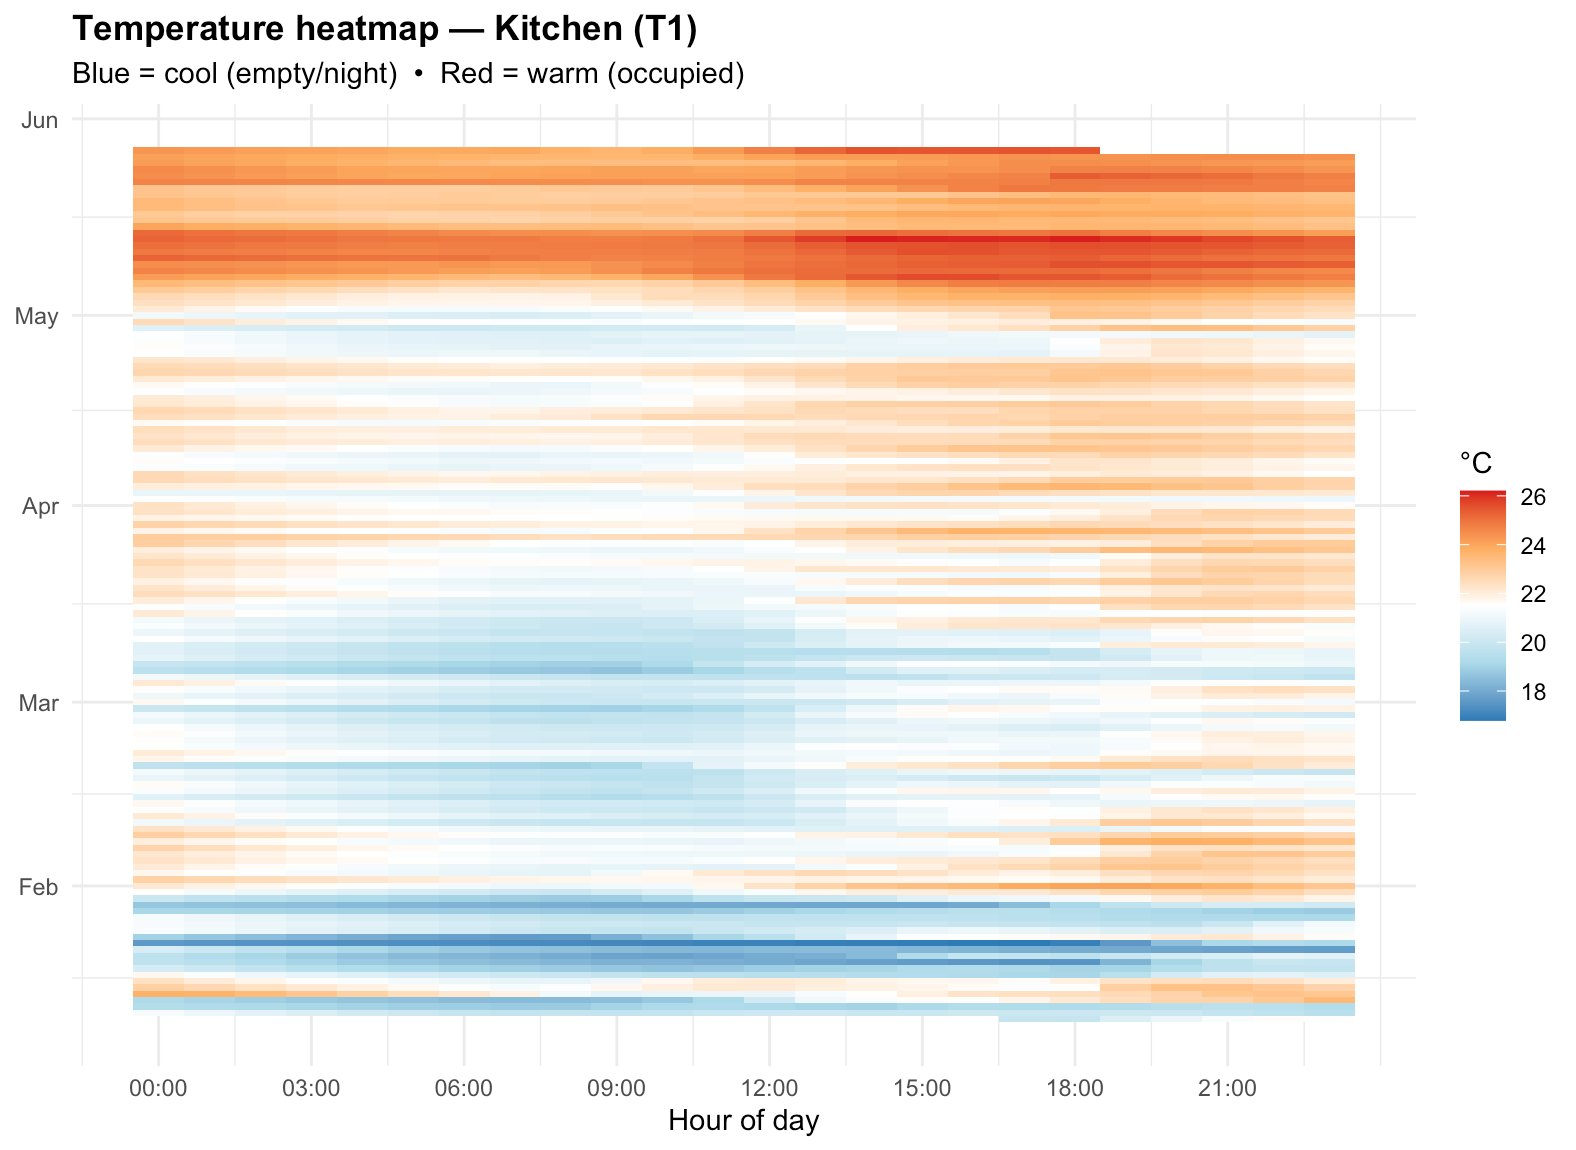 Temperature heatmap — Kitchen (T1)
Blue = cool (empty/night)  •  Red = warm (occupied)
Jun
May
Apr
Mar
Feb
00:00 03:00 06:00 09:00 12:00 15:00 18:00 21:00
Hour of day
°C
26
24
22
20
18